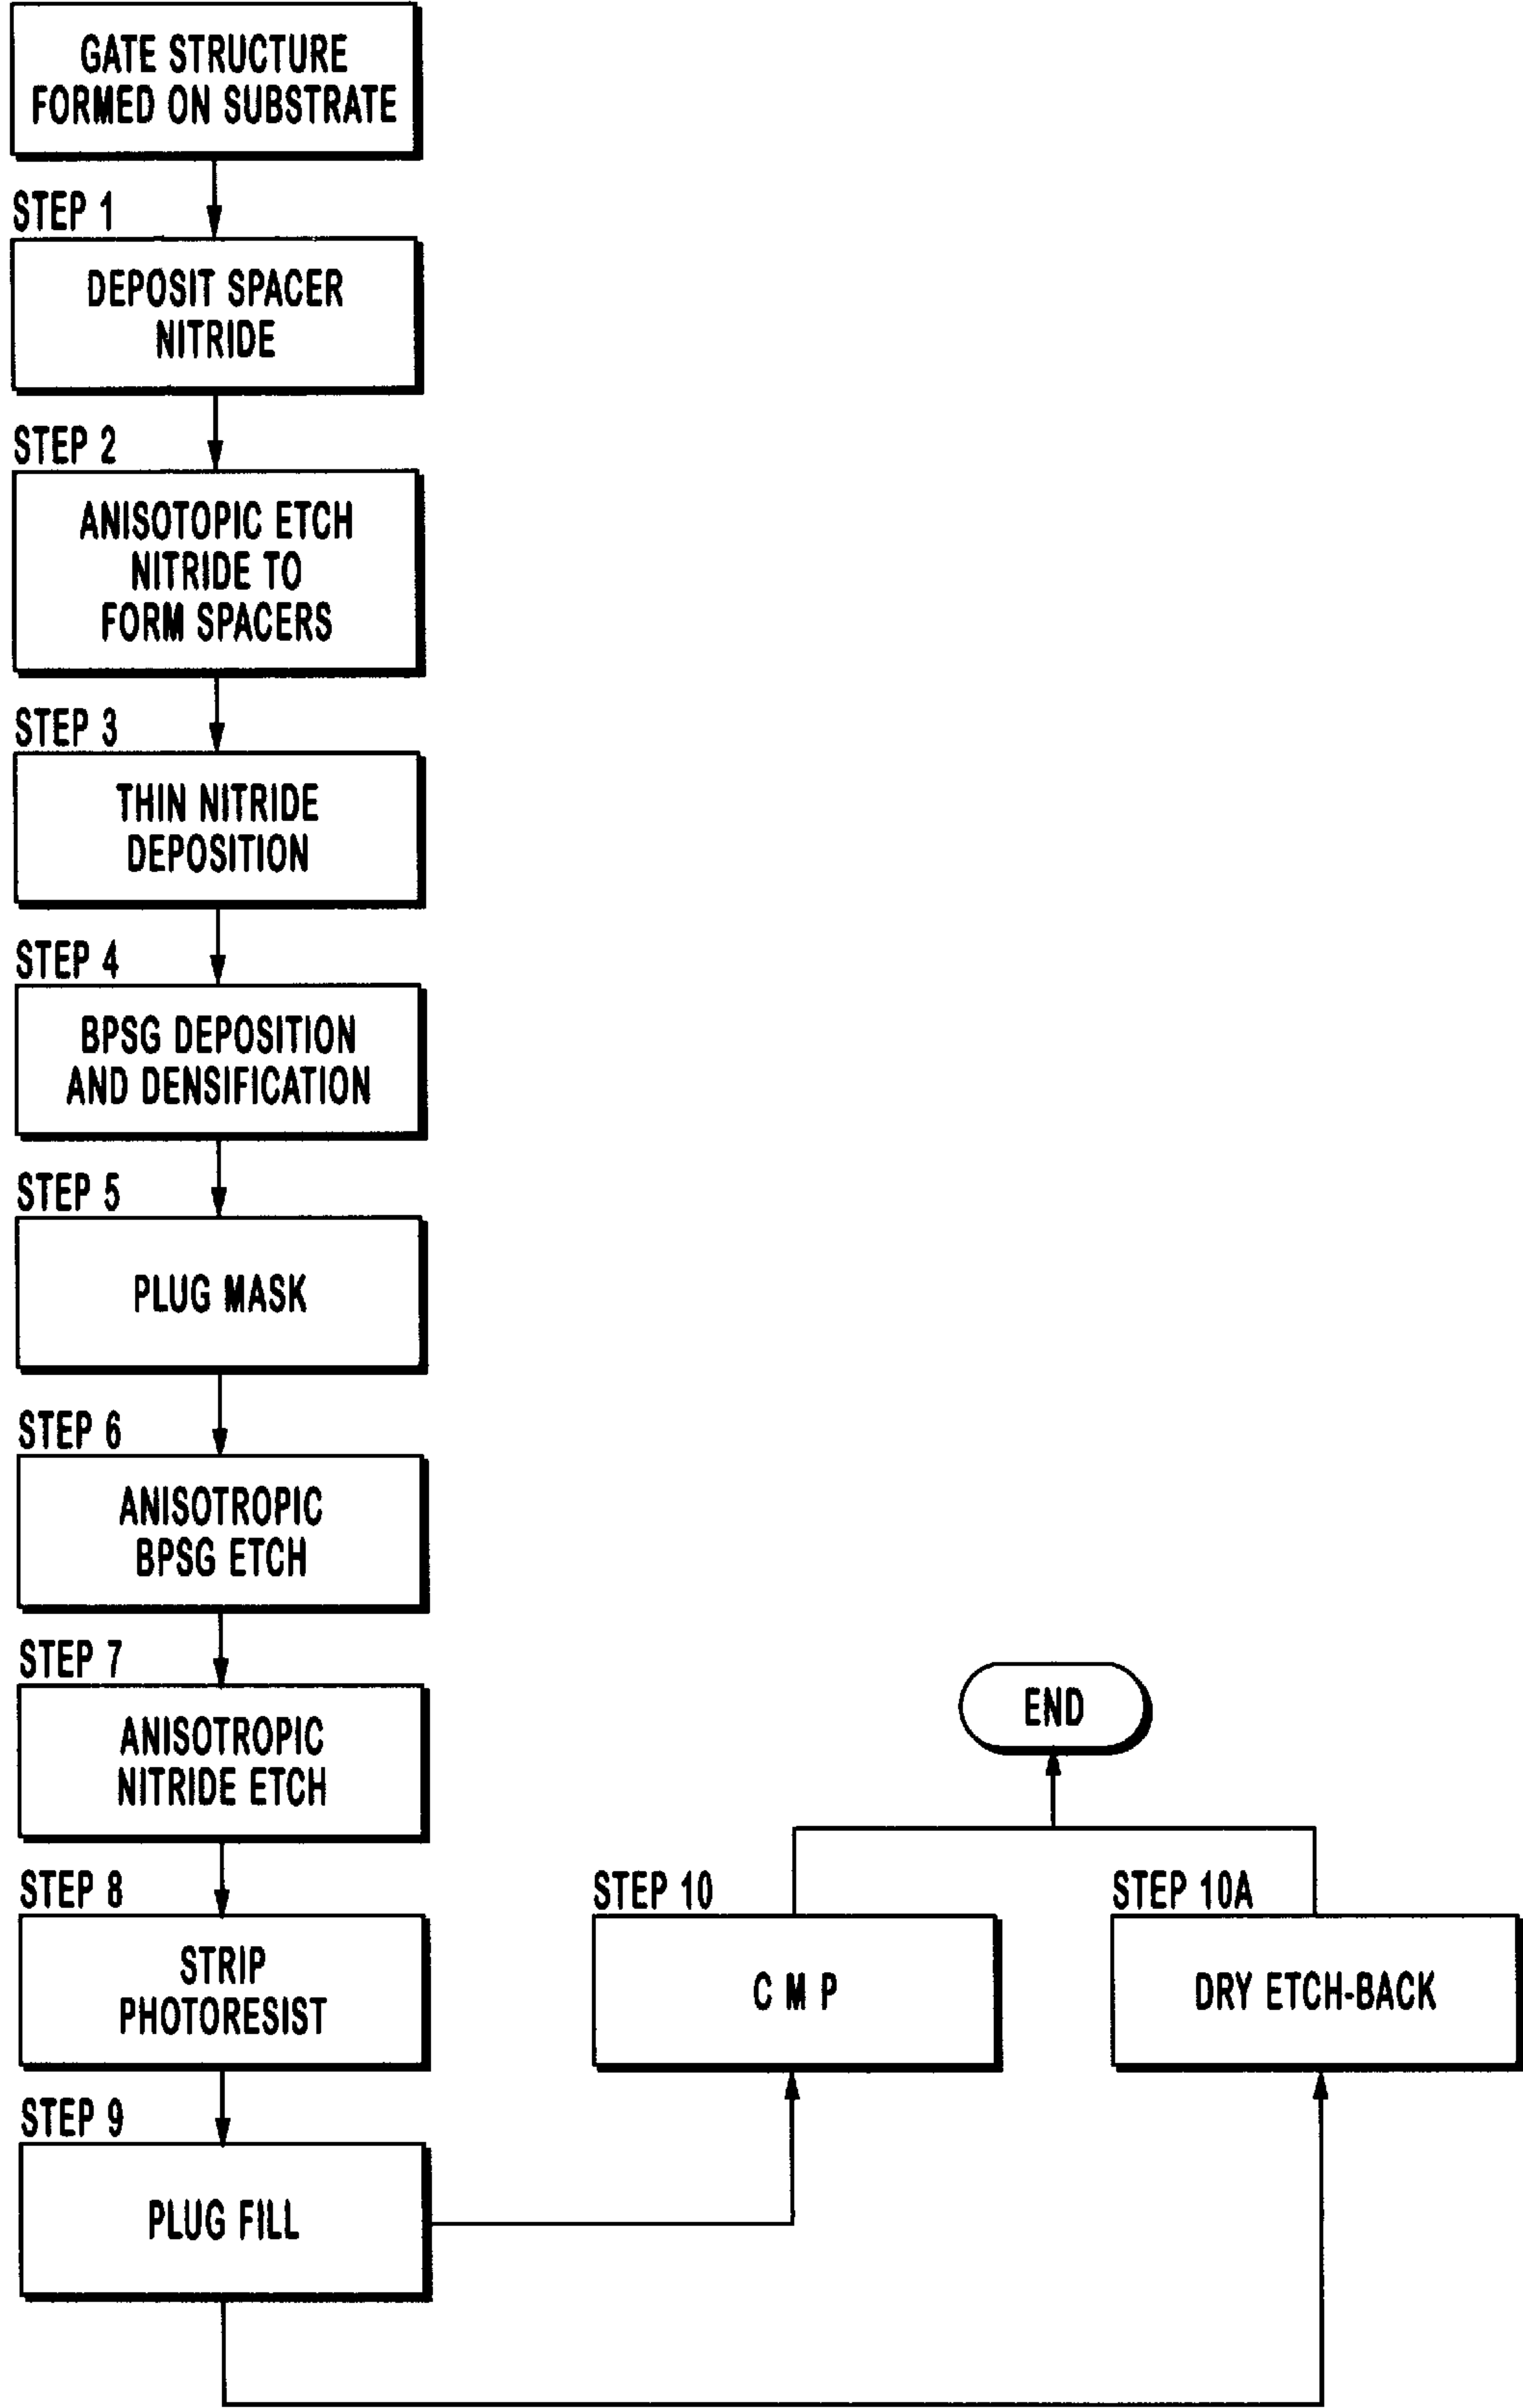 GATE STRUCTURE
FORMED ON SUBSTRATE
STEP 1
DEPOSIT SPACER
NITRIDE
STEP 2
ANISOTOPIC ETCH
NITRIDE TO
FORM SPACERS
STEP 3
THIN NITRIDE
DEPOSITION
STEP 4
BPSG DEPOSITION
AND DENSIFICATION
STEP 5
PLUG MASK
STEP 6
ANISOTROPIC
BPSG ETCH
STEP 7
ANISOTROPIC
NITRIDE ETCH
STEP 8
STRIP
PHOTORESIST
STEP 9
PLUG FILL
STEP 10
C M P
STEP 10A
DRY ETCH-BACK
END